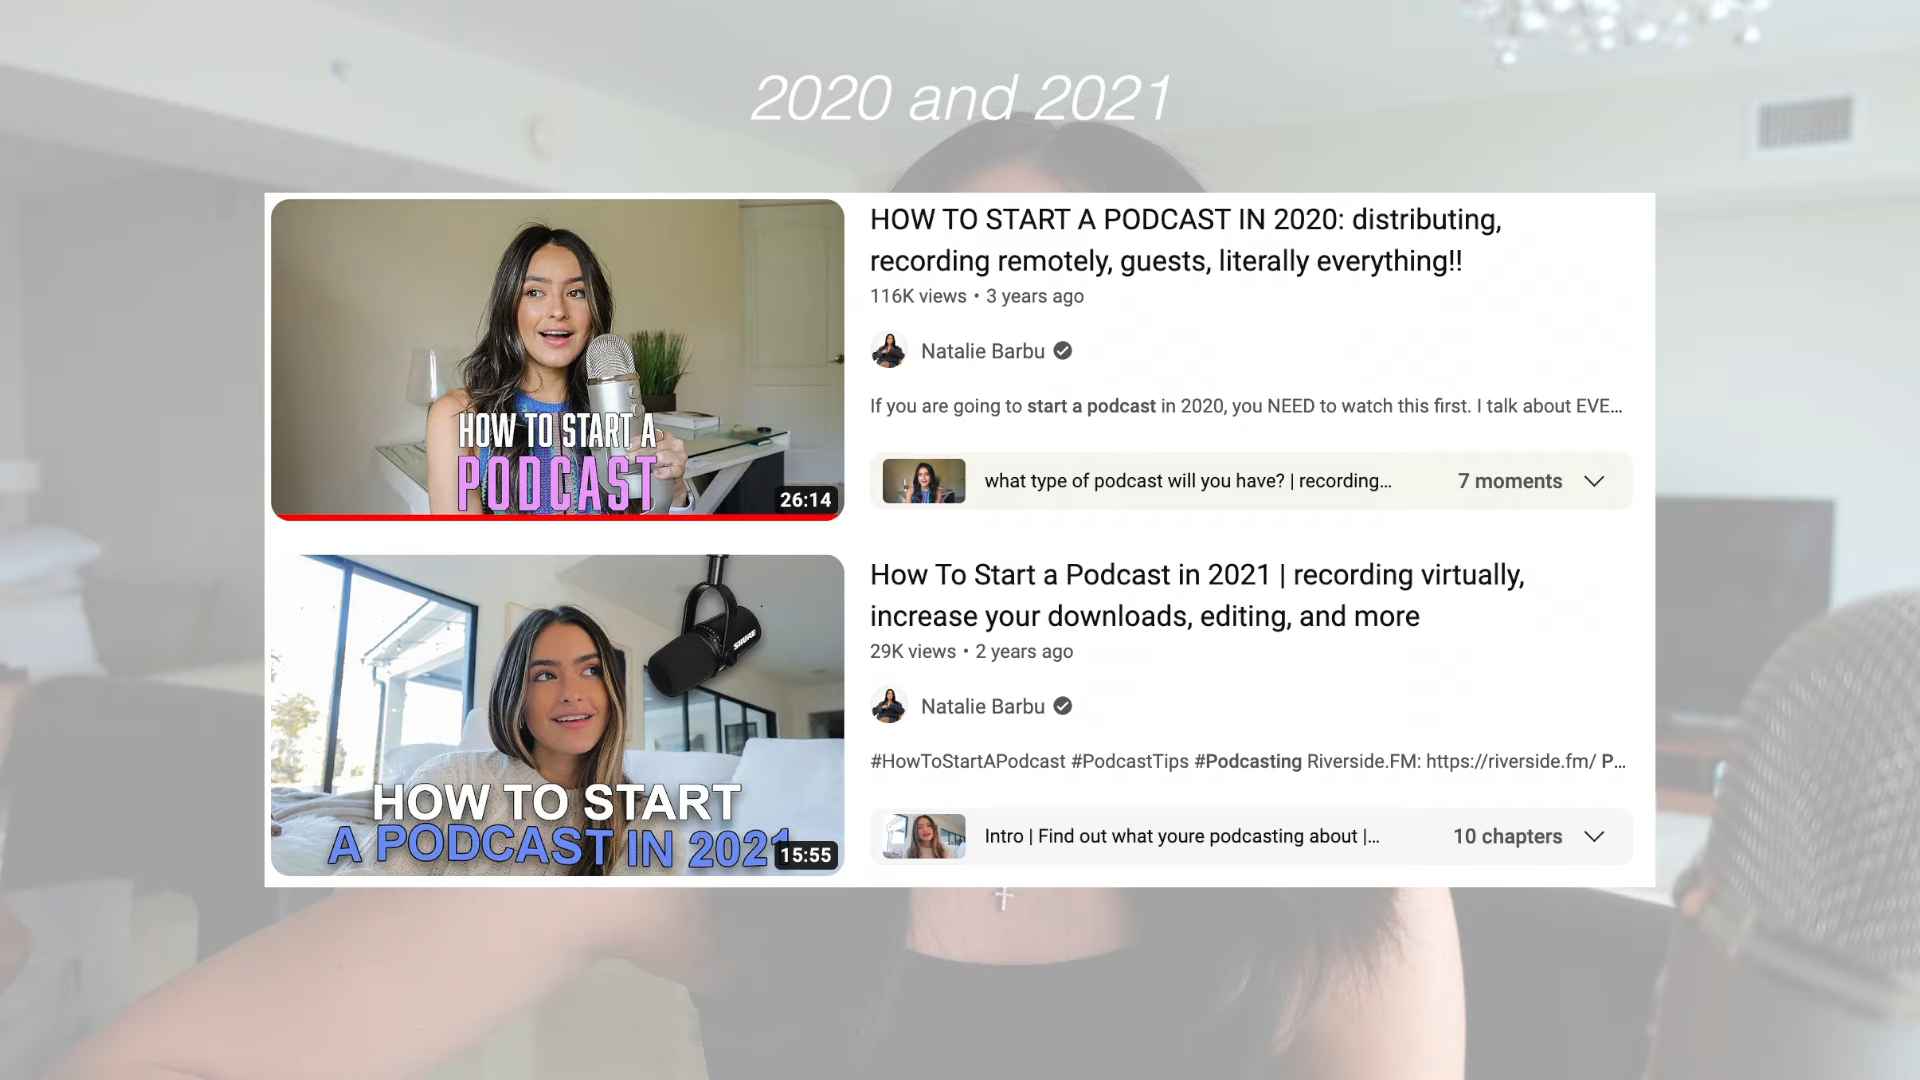 2020 and 2021
HOW TO START A
PODCAST
26:14
HOW TO START A PODCAST IN 2020: distributing,
recording remotely, guests, literally everything!!
116K views • 3 years ago
Natalie Barbu
If you are going to start a podcast in 2020, you NEED to watch this first. I talk about EVE...
what type of podcast will you have? | recording...
7 moments
SHURE
HOW TO START
A PODCAST IN 2021
15:55
How To Start a Podcast in 2021 | recording virtually,
increase your downloads, editing, and more
29K views • 2 years ago
Natalie Barbu
#HowToStartAPodcast #PodcastTips #Podcasting Riverside.FM: https://riverside.fm/ P...
Intro | Find out what youre podcasting about |...
10 chapters